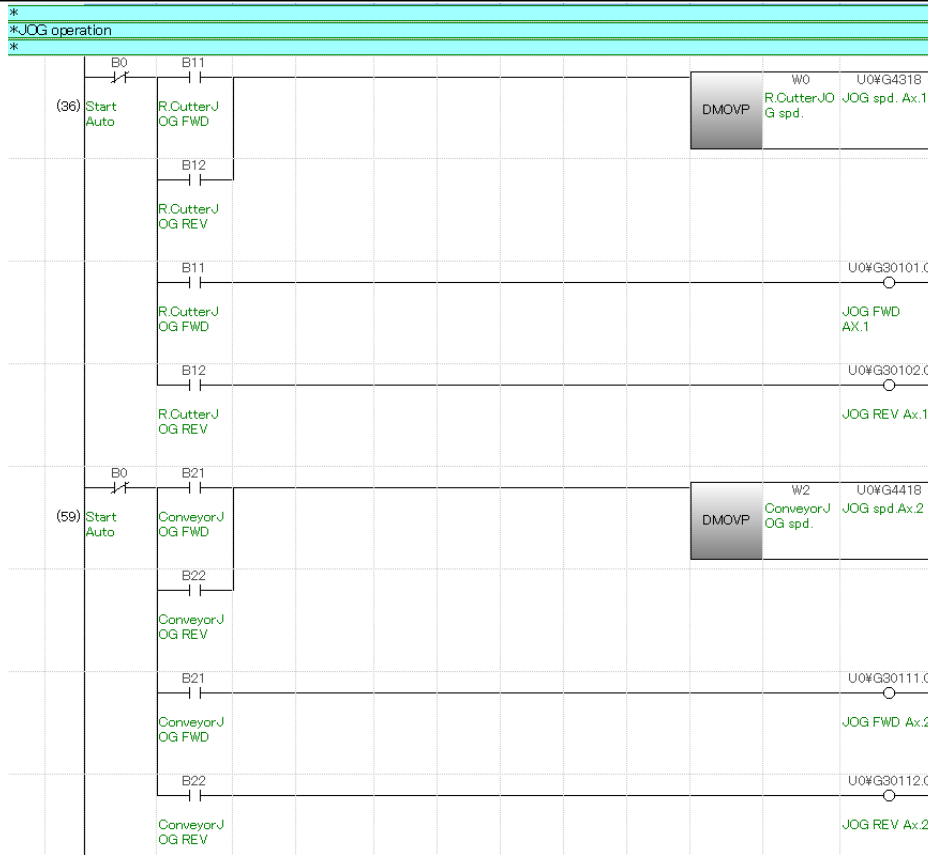 *
*JOG operation
*
B0 B11
W0 U0¥G4318
(36) Start Auto
R.CutterJ
OG FWD
DMOVP
R.CutterJO
G spd.
JOG spd. Ax.1
B12
R.CutterJ
OG REV
B11 U0¥G30101.0
R.CutterJ
OG FWD
JOG FWD
AX.1
B12 U0¥G30102.0
R.CutterJ
OG REV
JOG REV Ax.1
B0 B21
W2 U0¥G4418
(59) Start Auto
ConveyorJ
OG FWD
DMOVP
ConveyorJ
OG spd.
JOG spd.Ax.2
B22
ConveyorJ
OG REV
B21 U0¥G30111.0
ConveyorJ
OG FWD
JOG FWD Ax.2
B22 U0¥G30112.0
ConveyorJ
OG REV
JOG REV Ax.2